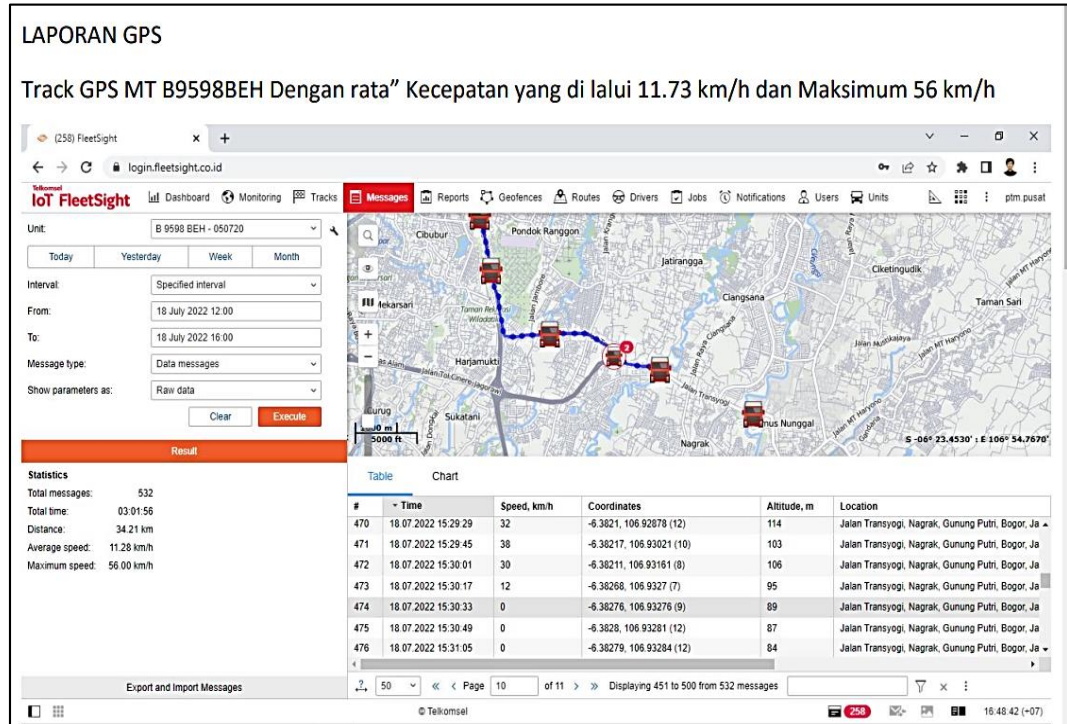 LAPORAN GPS
Track GPS MT B9598BEH Dengan rata” Kecepatan yang di lalui 11.73 km/h dan Maksimum 56 km/h
(258) FleetSight
login.fleetsight.co.id
Telkomsel
IoT FleetSight
Dashboard Monitoring Tracks Messages Reports Geofences Routes Drivers Jobs Notifications Users Units ptm.pusat
Unit: B 9598 BEH - 050720
Today Yesterday Week Month
Interval: Specified interval
From: 18 July 2022 12:00
To: 18 July 2022 16:00
Message type: Data messages
Show parameters as: Raw data
Clear Execute
Result
Statistics
Total messages: 532
Total time: 03:01:56
Distance: 34.21 km
Average speed: 11.28 km/h
Maximum speed: 56.00 km/h
Export and Import Messages
Cibubur
Pondok Ranggon
Jatirangga
Ciketingudik
Ciangsana
Taman Sari
Mekarsari
Harjamukti
Jalan Transyogi
Curug
Sukatani
Nagrak
5000 ft
S -06° 23.4530' : E 106° 54.7670'
2
Table Chart
# Time Speed, km/h Coordinates Altitude, m Location
470 18.07.2022 15:29:29 32 -6.3821, 106.92878 (12) 114 Jalan Transyogi, Nagrak, Gunung Putri, Bogor, Ja
471 18.07.2022 15:29:45 38 -6.38217, 106.93021 (10) 103 Jalan Transyogi, Nagrak, Gunung Putri, Bogor, Ja
472 18.07.2022 15:30:01 30 -6.38211, 106.93161 (8) 106 Jalan Transyogi, Nagrak, Gunung Putri, Bogor, Ja
473 18.07.2022 15:30:17 12 -6.38268, 106.9327 (7) 95 Jalan Transyogi, Nagrak, Gunung Putri, Bogor, Ja
474 18.07.2022 15:30:33 0 -6.38276, 106.93276 (9) 89 Jalan Transyogi, Nagrak, Gunung Putri, Bogor, Ja
475 18.07.2022 15:30:49 0 -6.3828, 106.93281 (12) 87 Jalan Transyogi, Nagrak, Gunung Putri, Bogor, Ja
476 18.07.2022 15:31:05 0 -6.38279, 106.93284 (12) 84 Jalan Transyogi, Nagrak, Gunung Putri, Bogor, Ja
50 Page 10 of 11 Displaying 451 to 500 from 532 messages
© Telkomsel
258
16:48:42 (+07)